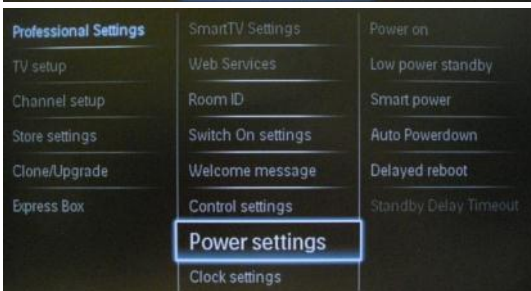 Professional Settings
TV setup
Channel setup
Store settings
Clone/Upgrade
Express Box
SmartTV Settings
Web Services
Room ID
Switch On settings
Welcome message
Control settings
Power settings
Clock settings
Power on
Low power standby
Smart power
Auto Powerdown
Delayed reboot
Standby Delay Timeout